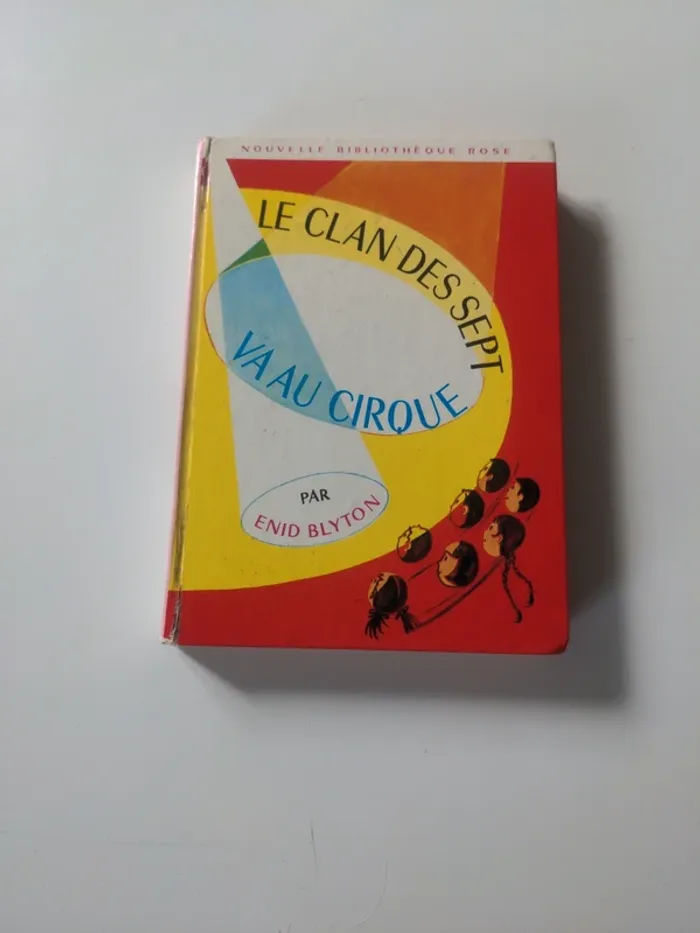 NOUVELLE BIBLIOTHÈQUE ROSE
LE CLAN DES SEPT
VA AU CIRQUE
PAR
ENID BLYTON